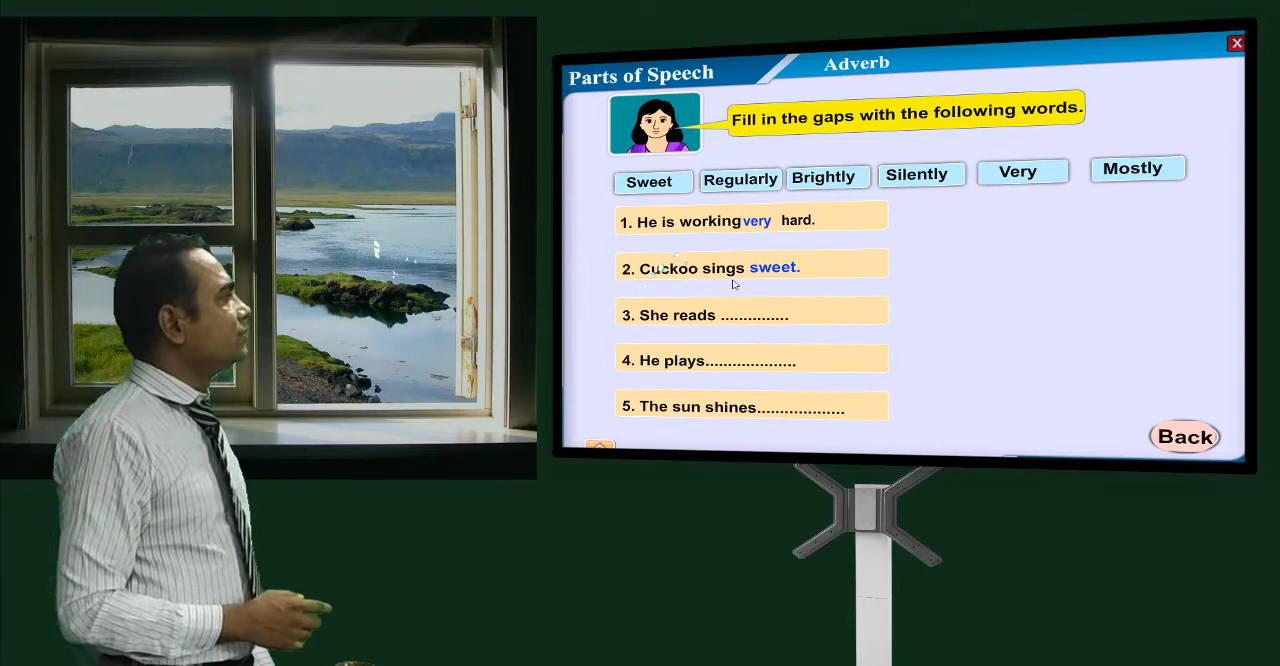 Parts of Speech
Adverb
X
Fill in the gaps with the following words.
Sweet Regularly Brightly Silently Very Mostly
1. He is working very hard.
2. Cuckoo sings sweet.
3. She reads ...............
4. He plays....................
5. The sun shines...................
Back